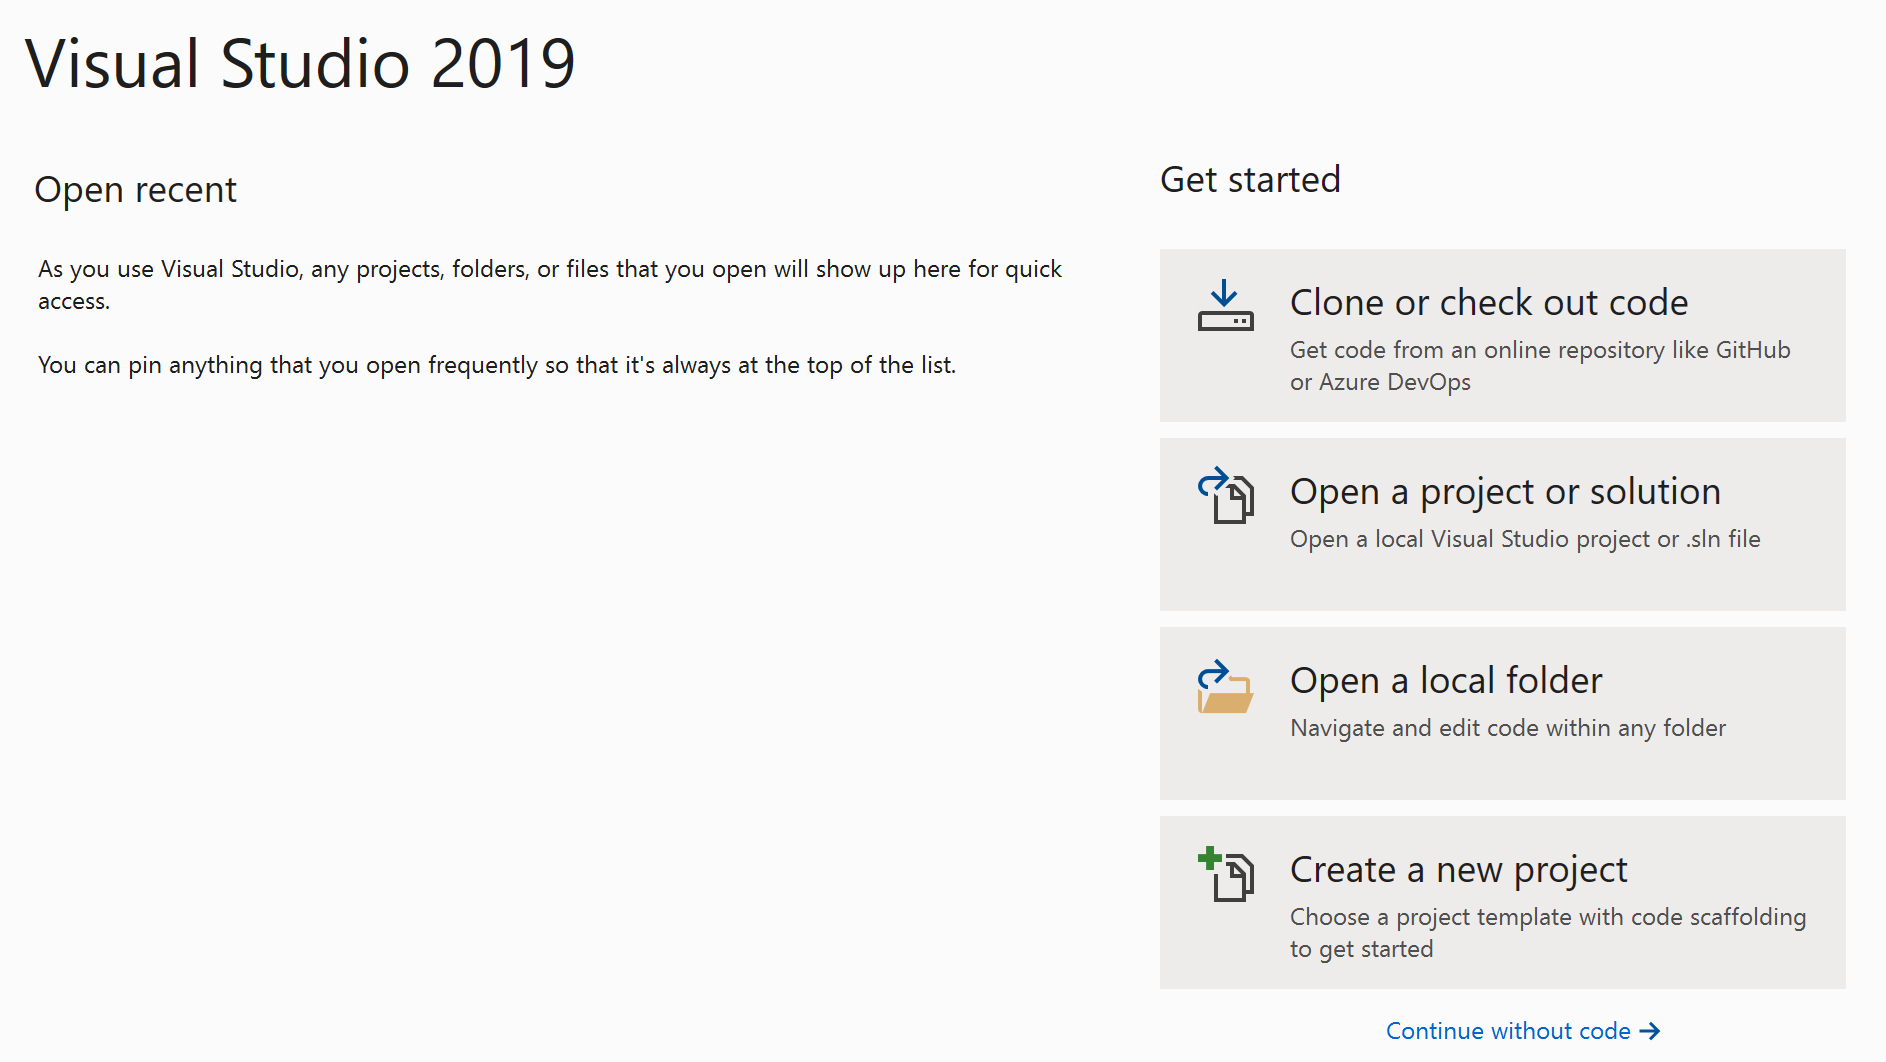 Visual Studio 2019
Open recent
As you use Visual Studio, any projects, folders, or files that you open will show up here for quick
access.
You can pin anything that you open frequently so that it's always at the top of the list.
Get started
Clone or check out code
Get code from an online repository like GitHub
or Azure DevOps
Open a project or solution
Open a local Visual Studio project or .sln file
Open a local folder
Navigate and edit code within any folder
Create a new project
Choose a project template with code scaffolding
to get started
Continue without code →